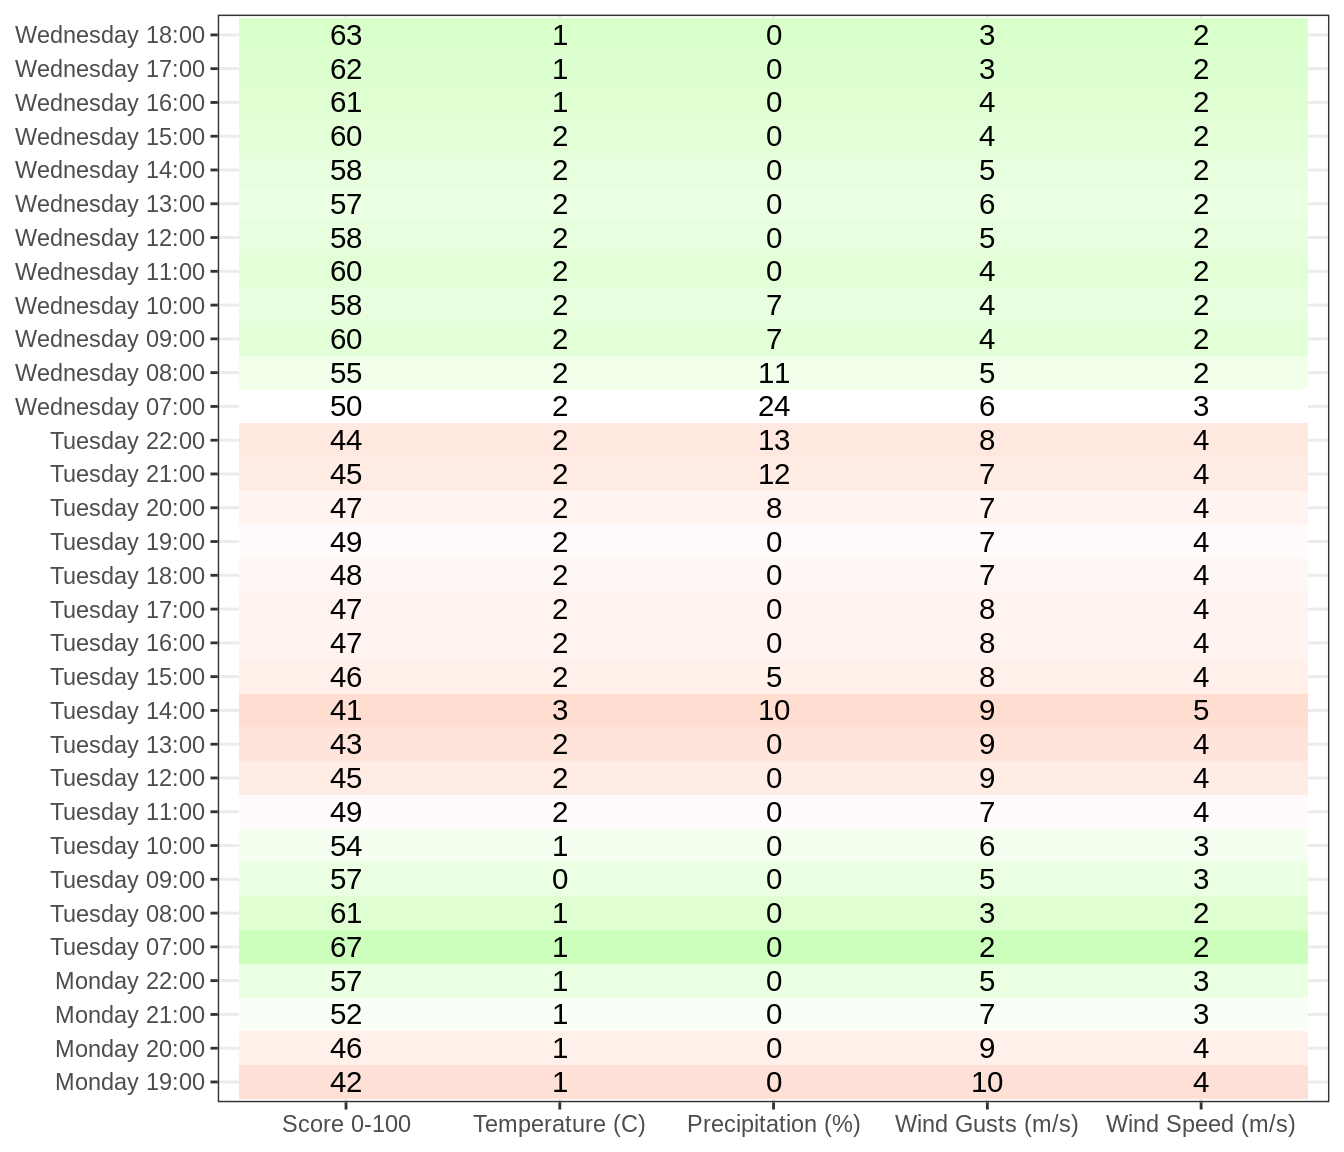 Wednesday 18:00 63 1 0 3 2
Wednesday 17:00 62 1 0 3 2
Wednesday 16:00 61 1 0 4 2
Wednesday 15:00 60 2 0 4 2
Wednesday 14:00 58 2 0 5 2
Wednesday 13:00 57 2 0 6 2
Wednesday 12:00 58 2 0 5 2
Wednesday 11:00 60 2 0 4 2
Wednesday 10:00 58 2 7 4 2
Wednesday 09:00 60 2 7 4 2
Wednesday 08:00 55 2 11 5 2
Wednesday 07:00 50 2 24 6 3
Tuesday 22:00 44 2 13 8 4
Tuesday 21:00 45 2 12 7 4
Tuesday 20:00 47 2 8 7 4
Tuesday 19:00 49 2 0 7 4
Tuesday 18:00 48 2 0 7 4
Tuesday 17:00 47 2 0 8 4
Tuesday 16:00 47 2 0 8 4
Tuesday 15:00 46 2 5 8 4
Tuesday 14:00 41 3 10 9 5
Tuesday 13:00 43 2 0 9 4
Tuesday 12:00 45 2 0 9 4
Tuesday 11:00 49 2 0 7 4
Tuesday 10:00 54 1 0 6 3
Tuesday 09:00 57 0 0 5 3
Tuesday 08:00 61 1 0 3 2
Tuesday 07:00 67 1 0 2 2
Monday 22:00 57 1 0 5 3
Monday 21:00 52 1 0 7 3
Monday 20:00 46 1 0 9 4
Monday 19:00 42 1 0 10 4
Score 0-100 Temperature (C) Precipitation (%) Wind Gusts (m/s) Wind Speed (m/s)